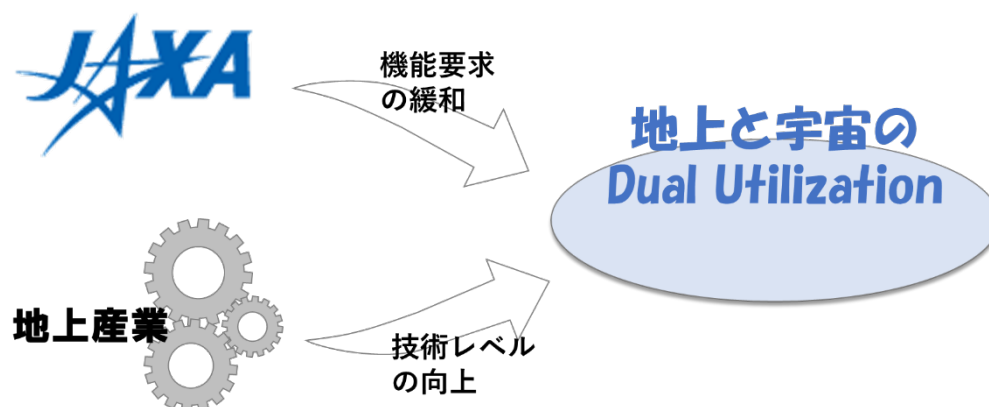 JAXA
機能要求
の緩和
地上と宇宙の
Dual Utilization
地上産業
技術レベル
の向上